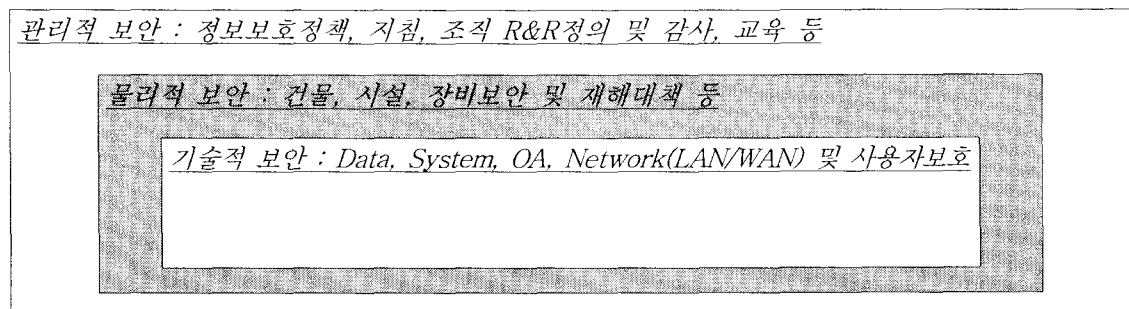 관리적 보안 : 정보보호정책, 지침, 조직 R&R정의 및 감사, 교육 등
물리적 보안 : 건물, 시설, 장비보안 및 재해대책 등
기술적 보안 : Data, System, OA, Network(LAN/WAN) 및 사용자보호